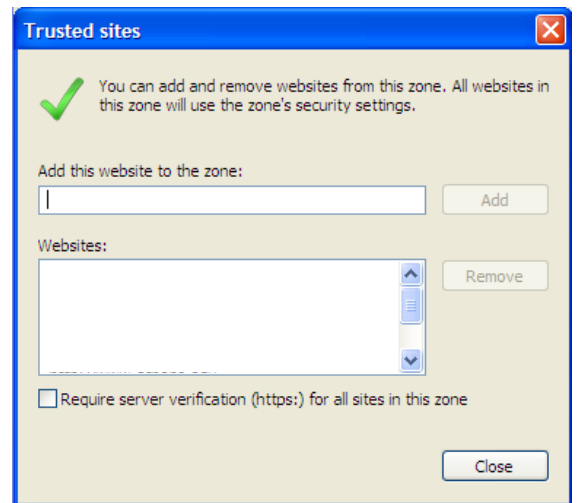 Trusted sites
You can add and remove websites from this zone. All websites in
this zone will use the zone's security settings.
Add this website to the zone:
Add
Websites:
Remove
Require server verification (https:) for all sites in this zone
Close